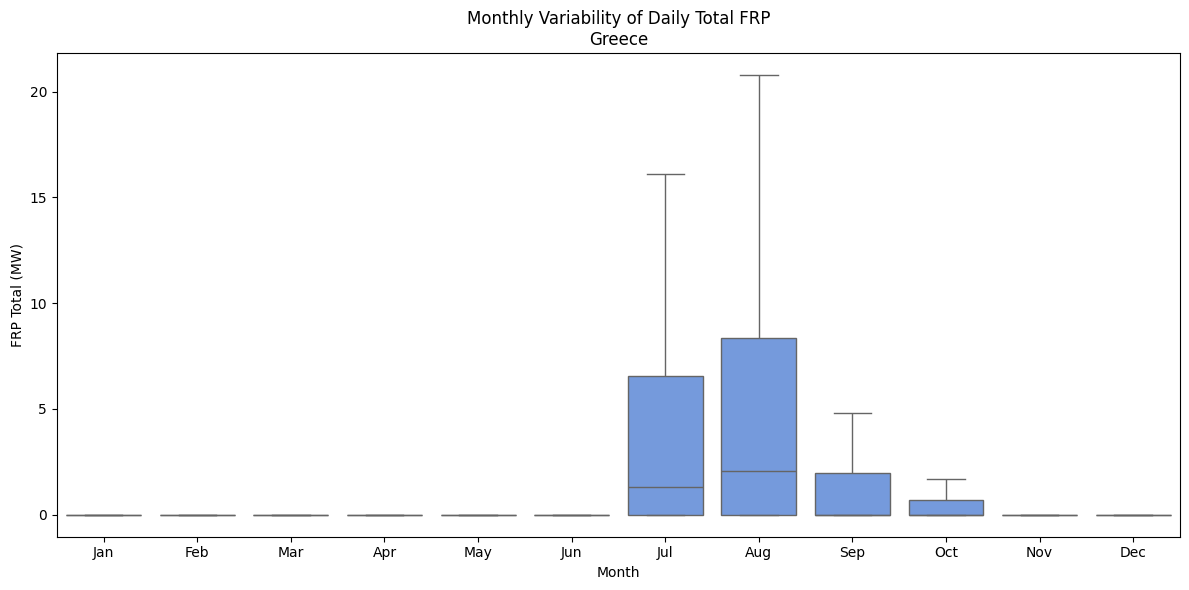 Monthly Variability of Daily Total FRP
Greece
FRP Total (MW)
20
15
10
5
0
Jan Feb Mar Apr May Jun Jul Aug Sep Oct Nov Dec
Month